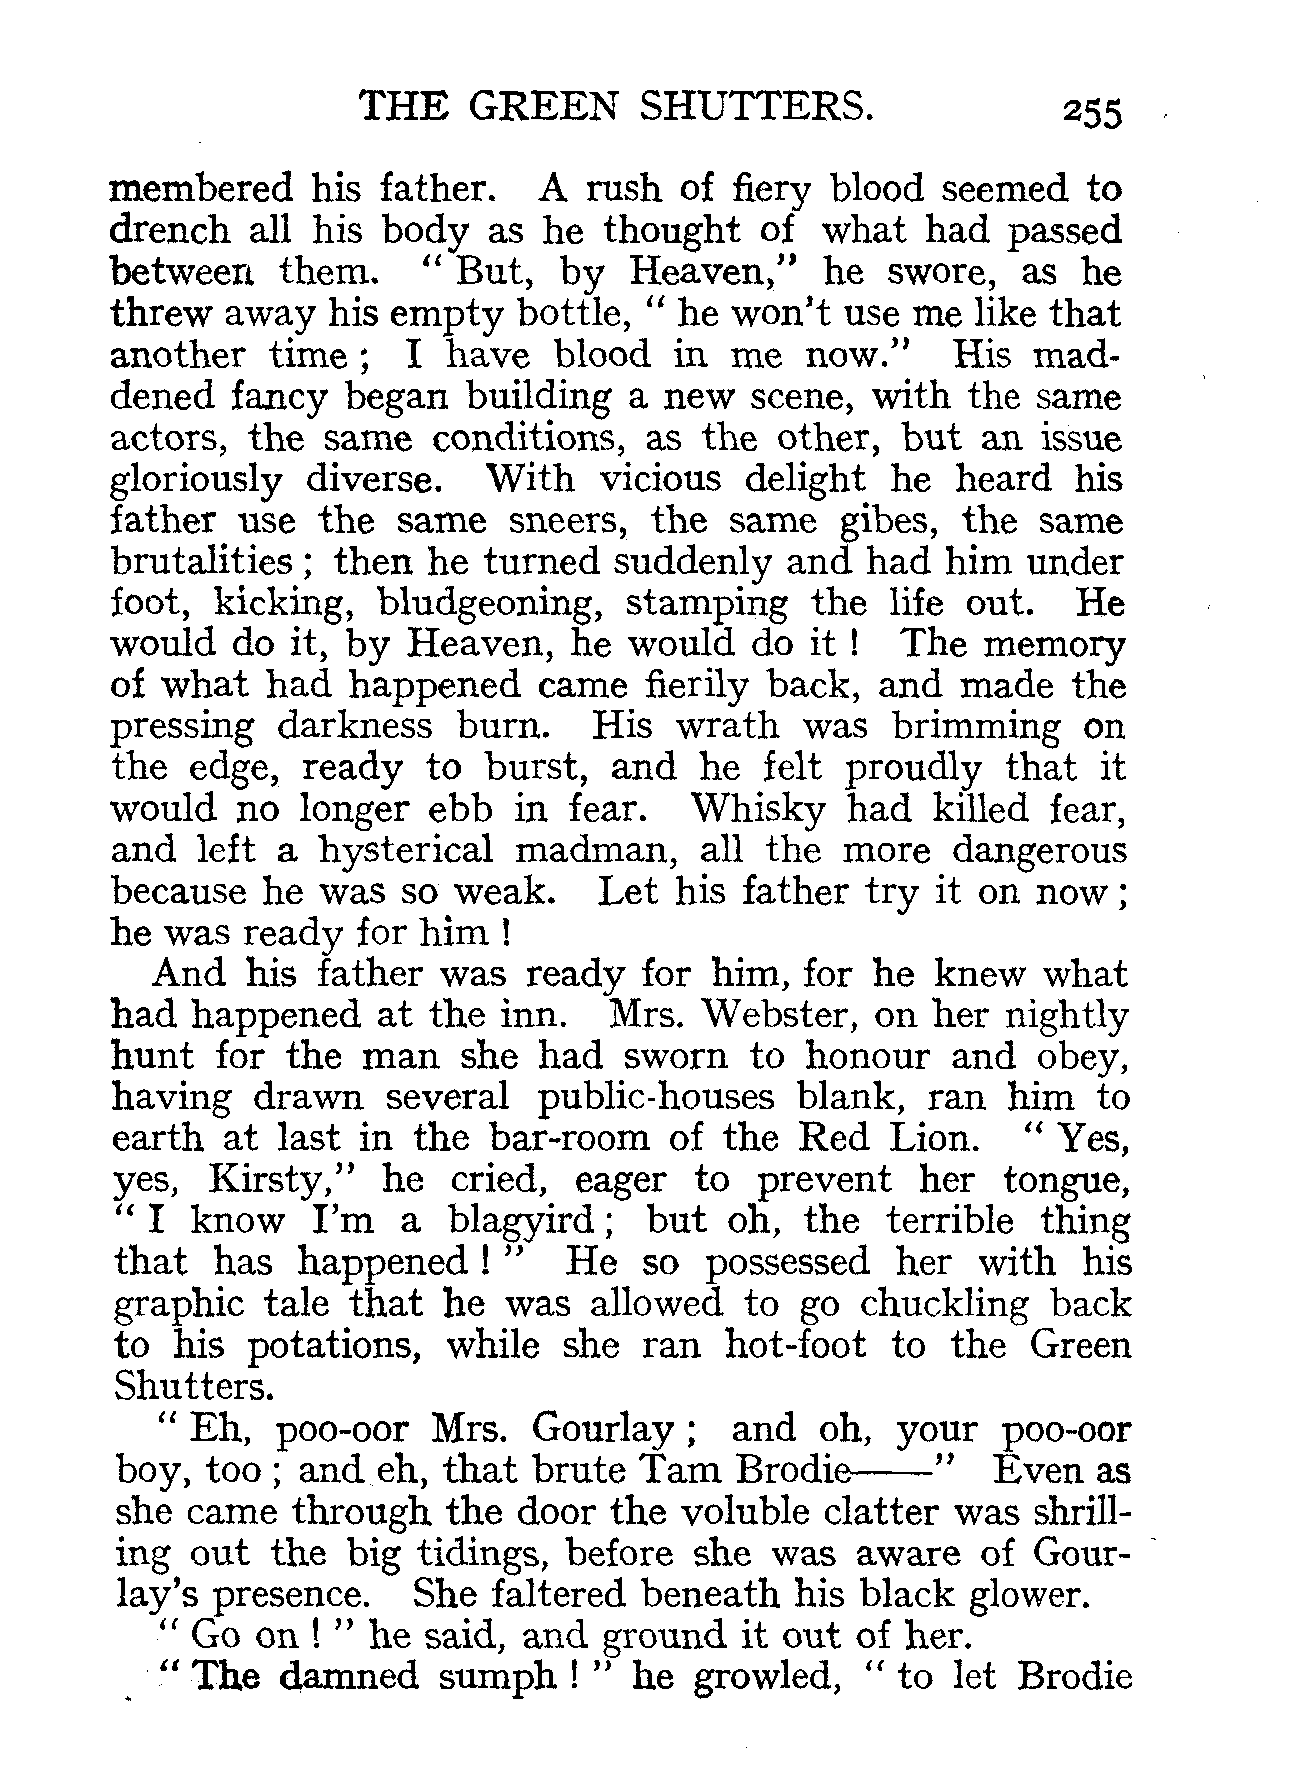 THE GREEN SHUTTERS. 255
membered his father. A rush of fiery blood seemed to
drench all his body as he thought of what had passed
between them. “ But, by Heaven,” he swore, as he
threw away his empty bottle, “ he won’t use me like that
another time ; I have blood in me now.” His mad-
dened fancy began building a new scene, with the same
actors, the same conditions, as the other, but an issue
gloriously diverse. With vicious delight he heard his
father use the same sneers, the same gibes, the same
brutalities ; then he turned suddenly and had him under
foot, kicking, bludgeoning, stamping the life out. He
would do it, by Heaven, he would do it ! The memory
of what had happened came fierily back, and made the
pressing darkness burn. His wrath was brimming on
the edge, ready to burst, and he felt proudly that it
would no longer ebb in fear. Whisky had killed fear,
and left a hysterical madman, all the more dangerous
because he was so weak. Let his father try it on now ;
he was ready for him !
And his father was ready for him, for he knew what
had happened at the inn. Mrs. Webster, on her nightly
hunt for the man she had sworn to honour and obey,
having drawn several public-houses blank, ran him to
earth at last in the bar-room of the Red Lion. “ Yes,
yes, Kirsty,” he cried, eager to prevent her tongue,
“ I know I’m a blagyird ; but oh, the terrible thing
that has happened ! ” He so possessed her with his
graphic tale that he was allowed to go chuckling back
to his potations, while she ran hot-foot to the Green
Shutters.
“ Eh, poo-oor Mrs. Gourlay ; and oh, your poo-oor
boy, too ; and eh, that brute Tam Brodie——” Even as
she came through the door the voluble clatter was shrill-
ing out the big tidings, before she was aware of Gour-
lay’s presence. She faltered beneath his black glower.
“ Go on ! ” he said, and ground it out of her.
“ The damned sumph ! ” he growled, “ to let Brodie